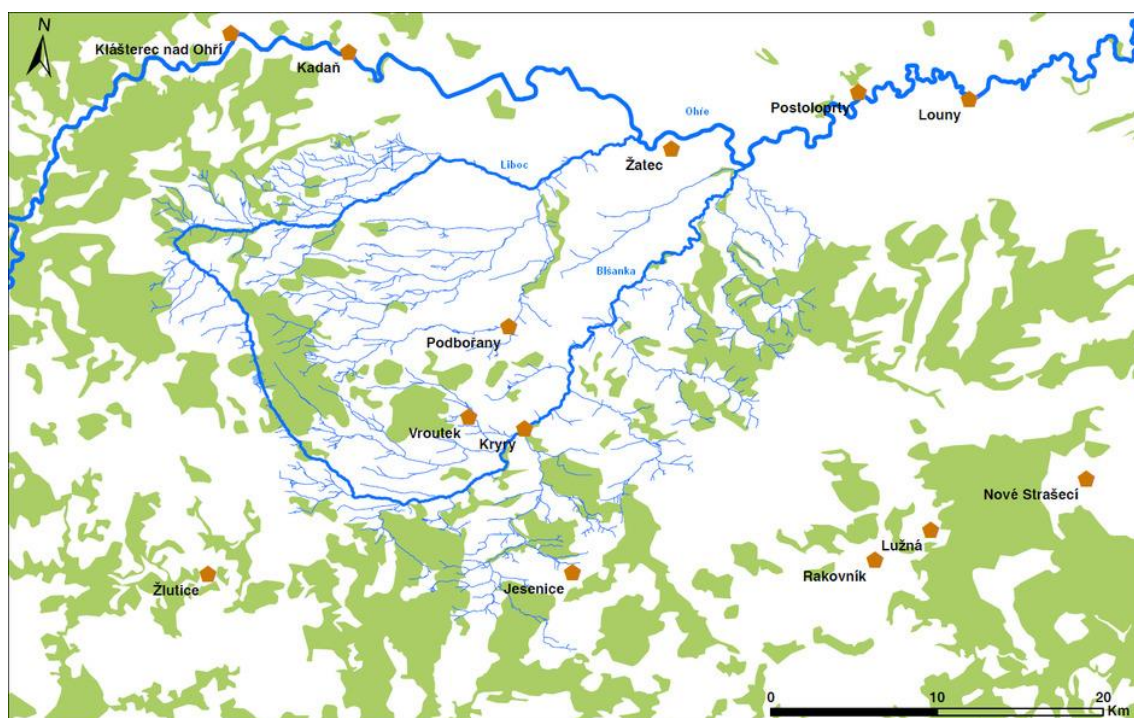 N
Klášterec nad Ohří
Kadaň
Postoloprty
Louny
Ohře
Žatec
Liboc
Blšanka
Podbořany
Vroutek
Kryry
Nové Strašecí
Lužná
Rakovník
Žlutice
Jesenice
0 10 20
Km